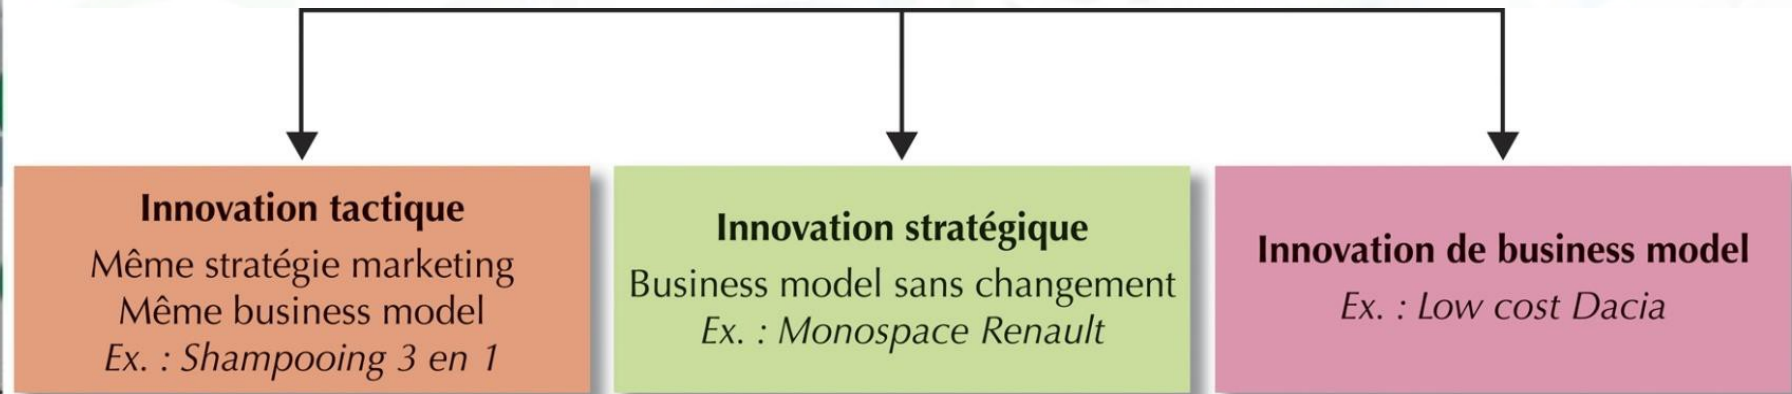 Innovation tactique
Même stratégie marketing
Même business model
Ex. : Shampooing 3 en 1
Innovation stratégique
Business model sans changement
Ex. : Monospace Renault
Innovation de business model
Ex. : Low cost Dacia